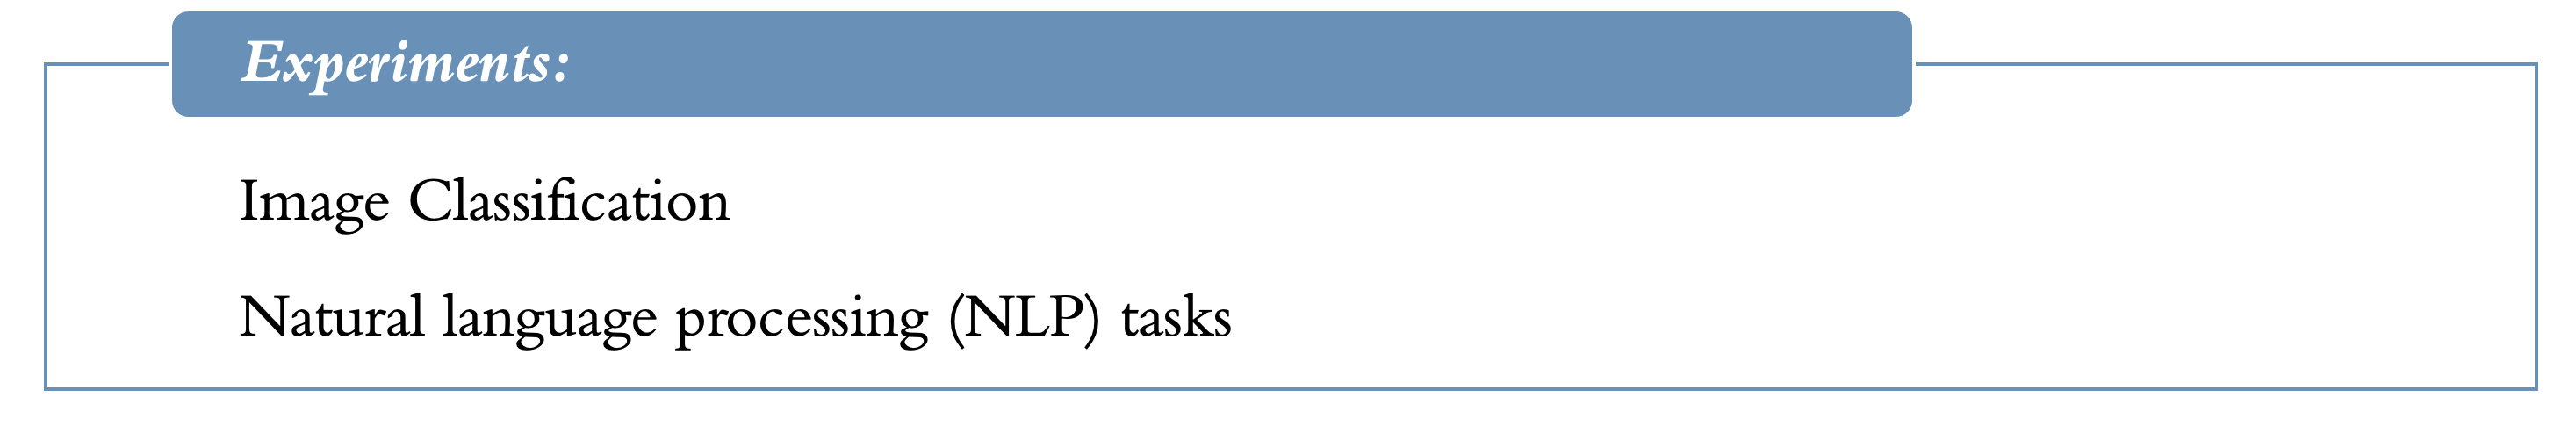 Experiments:
Image Classification
Natural language processing (NLP) tasks